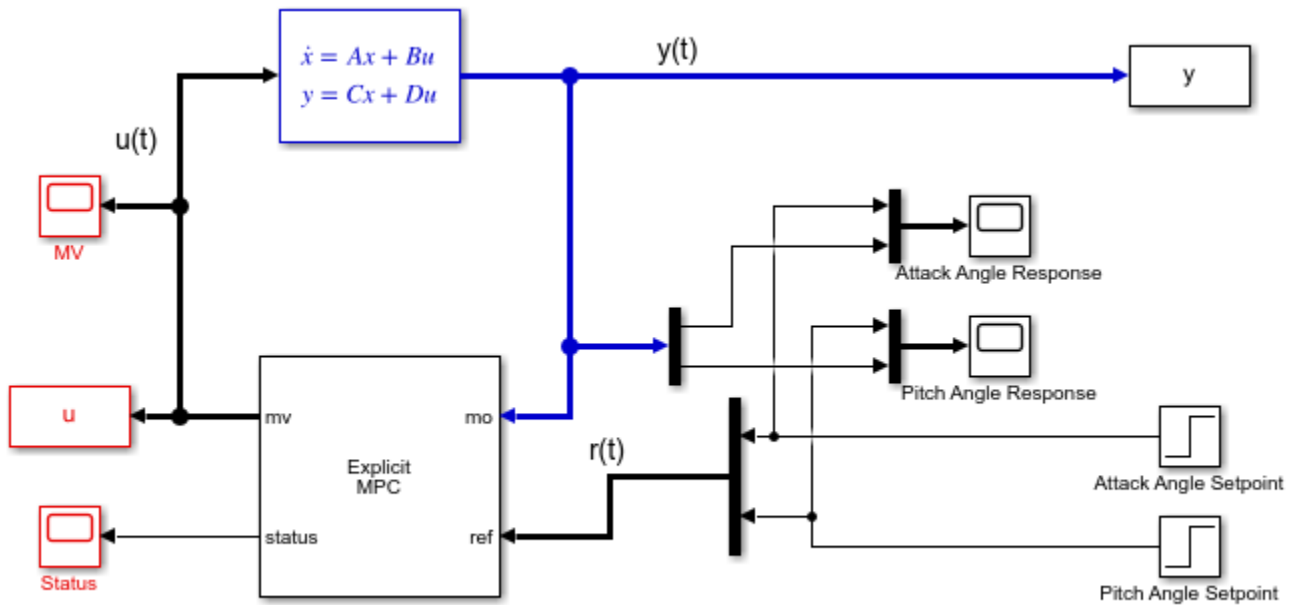 ẋ = Ax + Bu
y = Cx + Du
y(t)
y
u(t)
MV
Attack Angle Response
Pitch Angle Response
u
mv
mo
Explicit
MPC
r(t)
Attack Angle Setpoint
status
ref
Status
Pitch Angle Setpoint